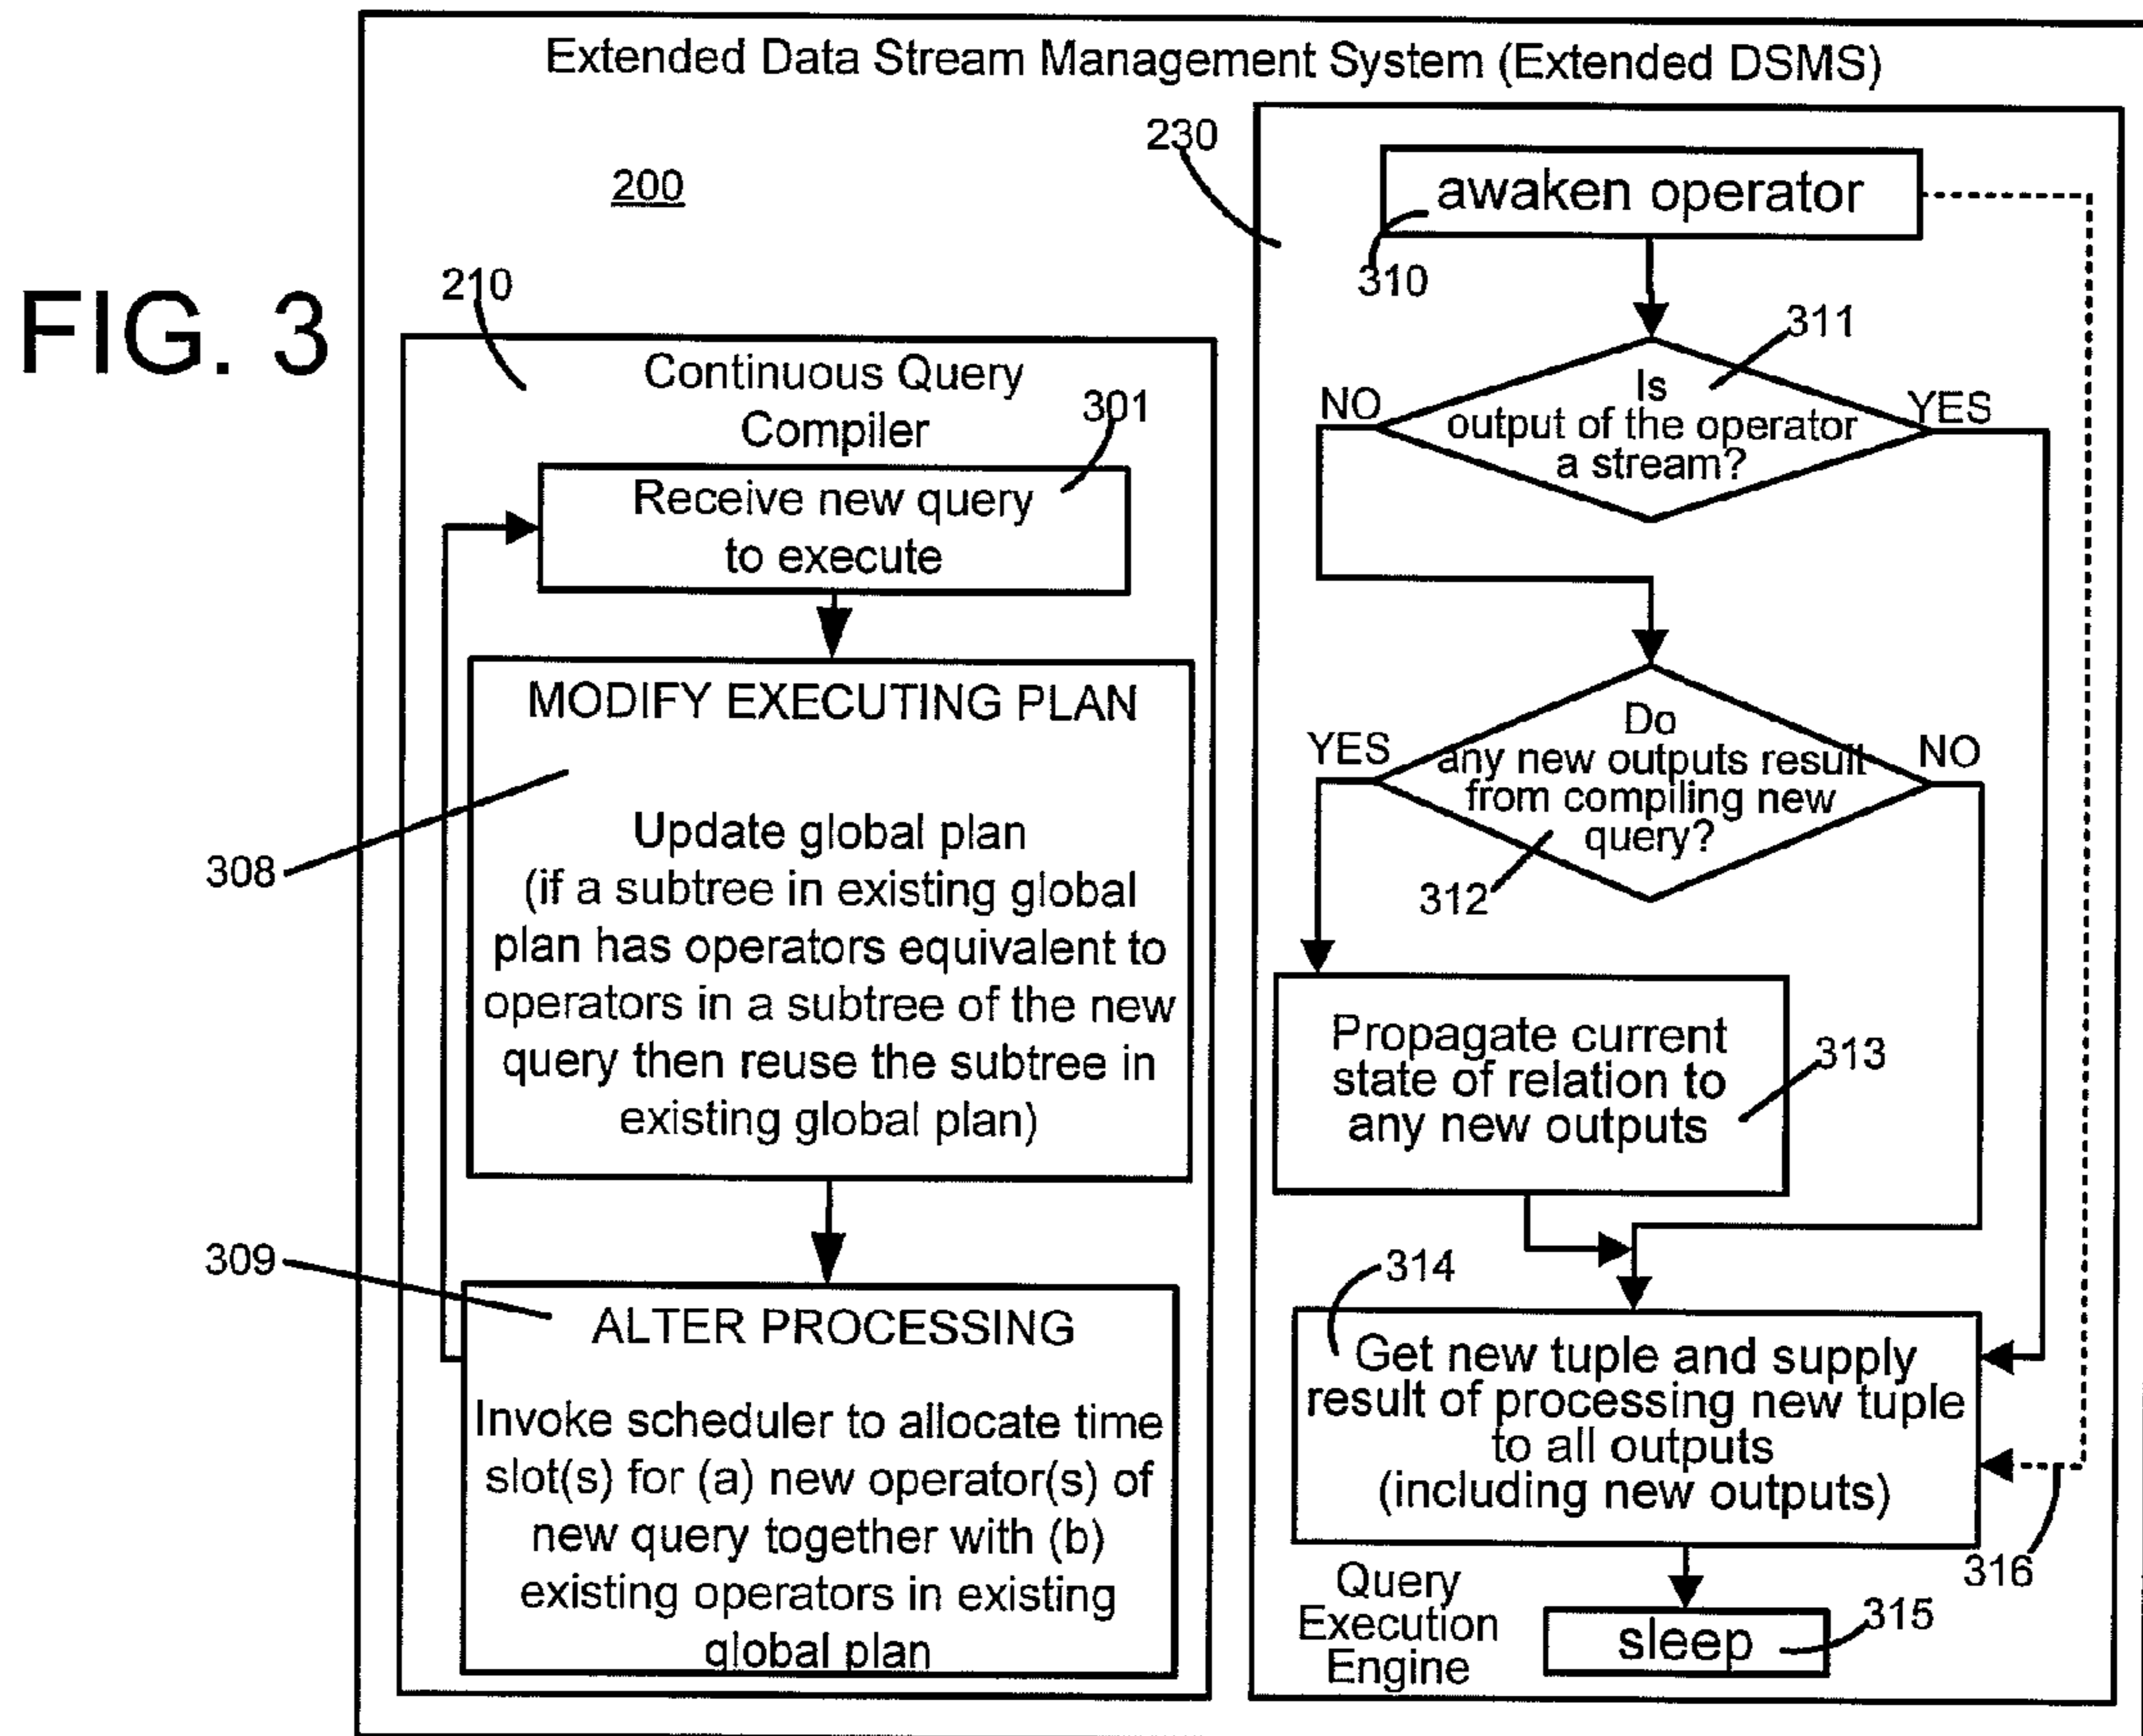 Extended Data Stream Management System (Extended DSMS)
FIG. 3
200
210
Continuous Query
Compiler
301
Receive new query
to execute
308
MODIFY EXECUTING PLAN
Update global plan
(if a subtree in existing global
plan has operators equivalent to
operators in a subtree of the new
query then reuse the subtree in
existing global plan)
309
ALTER PROCESSING
Invoke scheduler to allocate time
slot(s) for (a) new operator(s) of
new query together with (b)
existing operators in existing
global plan
230
awaken operator
310
311
Is
output of the operator
a stream?
NO
YES
Do
any new outputs result
from compiling new
query?
YES
NO
312
Propagate current
state of relation to
any new outputs
313
314
Get new tuple and supply
result of processing new tuple
to all outputs
(including new outputs)
316
Query
Execution
Engine
sleep
315